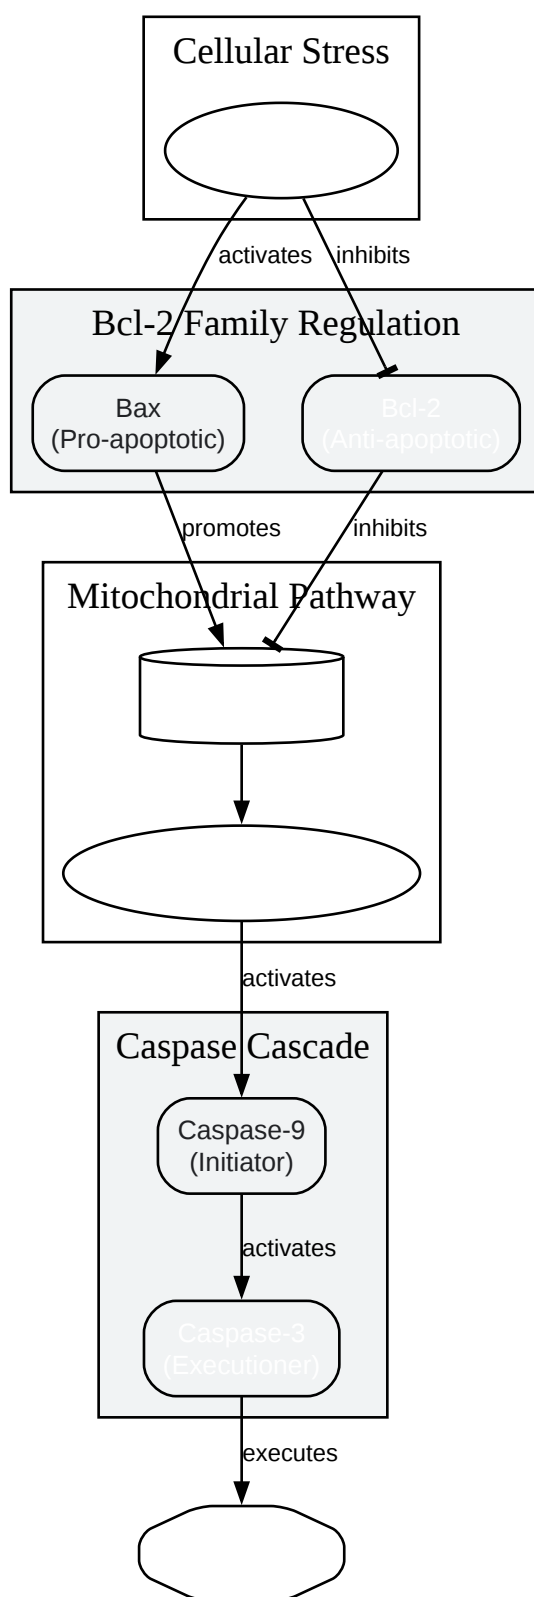 Cellular Stress
activates
inhibits
Bcl-2 Family Regulation
Bax
(Pro-apoptotic)
Bcl-2
(Anti-apoptotic)
promotes
inhibits
Mitochondrial Pathway
activates
Caspase Cascade
Caspase-9
(Initiator)
activates
Caspase-3
(Executioner)
executes